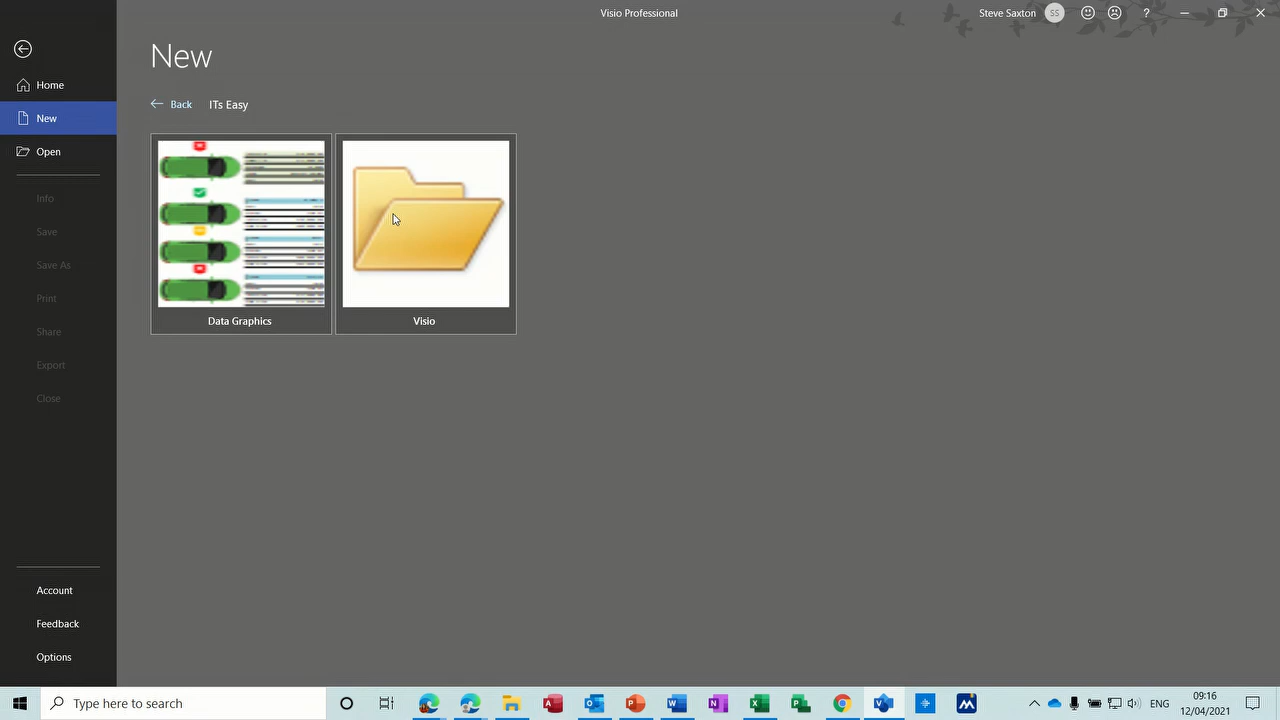 Visio Professional
Steve Saxton
SS
?
New
Home
New
Open
Info
Save
Save As
Print
Share
Export
Close
Account
Feedback
Options
Back
ITs Easy
Data Graphics
Visio
Type here to search
ENG
09:16
12/04/2021